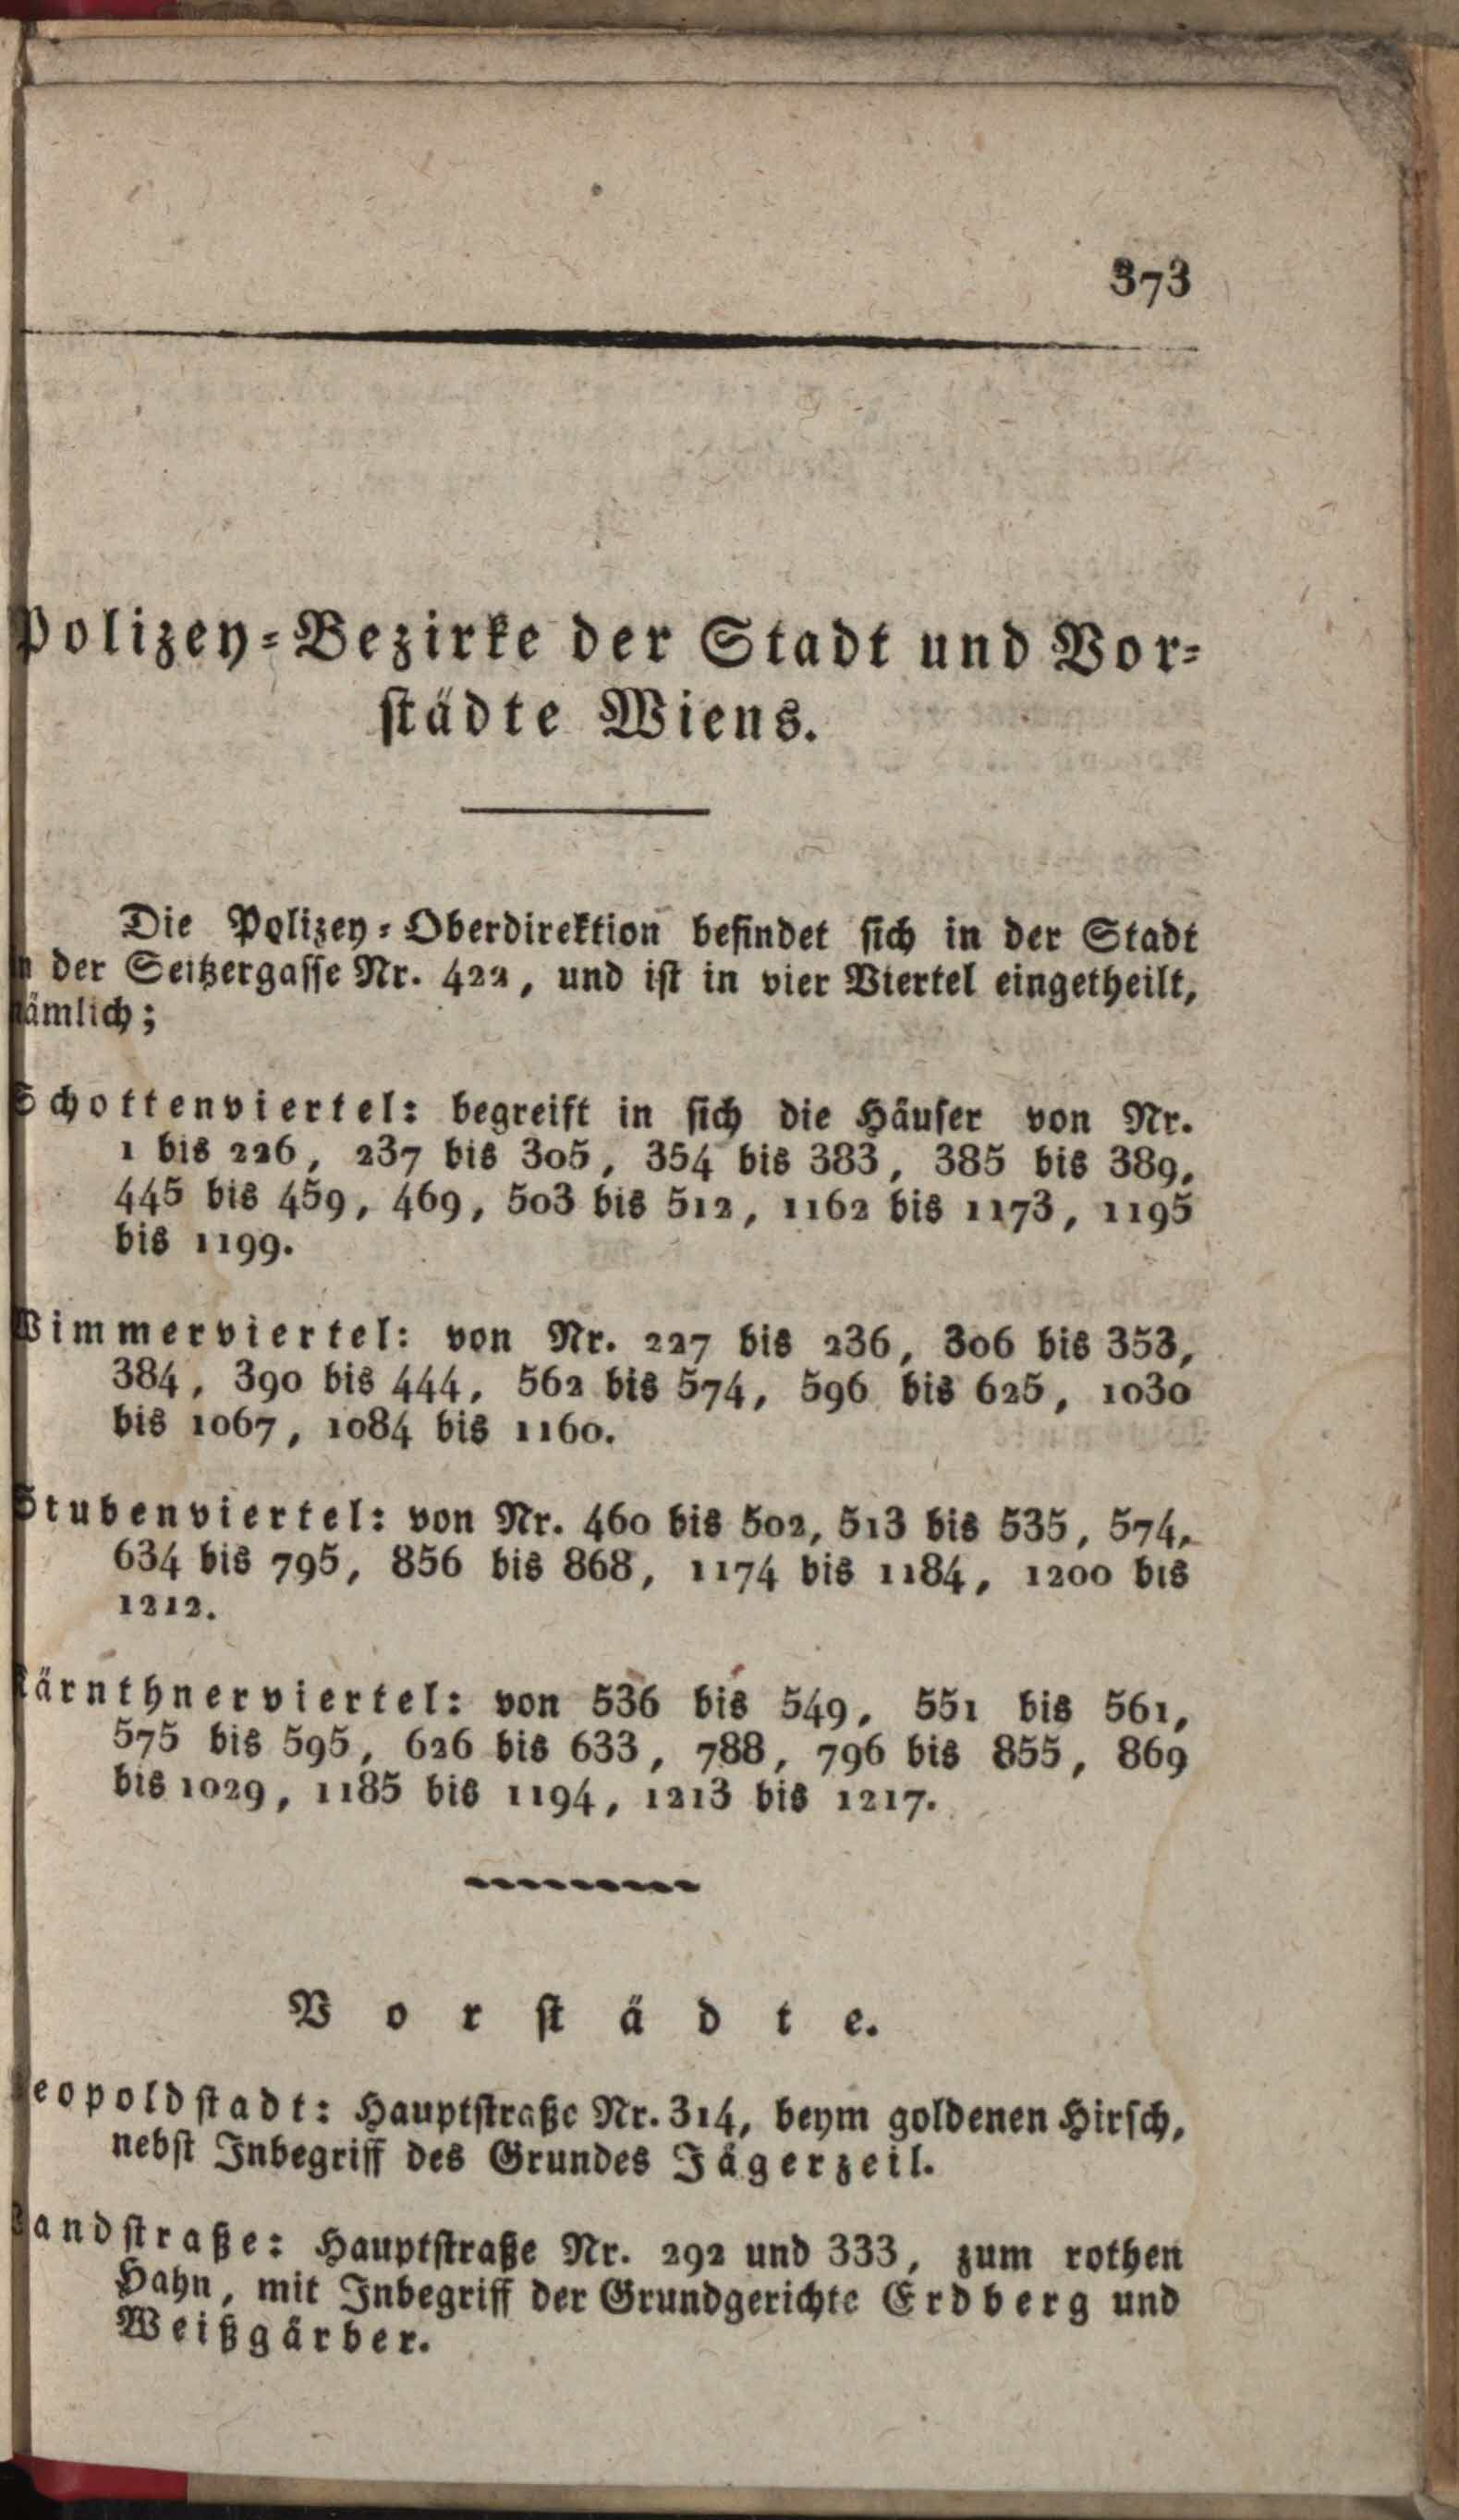 373
Polizey-Bezirke der Stadt und Vor-
städte Wiens.
Die Polizey-Oberdirektion befindet sich in der Stadt
in der Seitzergasse Nr. 422, und ist in vier Viertel eingetheilt,
nämlich;
Schottenviertel: begreift in sich die Häuser von Nr.
1 bis 226, 237 bis 305, 354 bis 383, 385 bis 389,
445 bis 459, 469, 503 bis 512, 1162 bis 1173, 1195
bis 1199.
Wimmerviertel: von Nr. 227 bis 236, 306 bis 353,
384, 390 bis 444, 562 bis 574, 596 bis 625, 1030
bis 1067, 1084 bis 1160.
Stubenviertel: von Nr. 460 bis 502, 513 bis 535, 574,
634 bis 795, 856 bis 868, 1174 bis 1184, 1200 bis
1212.
Kärnthnerviertel: von 536 bis 549, 551 bis 561,
575 bis 595, 626 bis 633, 788, 796 bis 855, 869
bis 1029, 1185 bis 1194, 1213 bis 1217.
Vorstädte.
Leopoldstadt: Hauptstraße Nr. 314, beym goldenen Hirsch,
nebst Inbegriff des Grundes Jägerzeil.
Landstraße: Hauptstraße Nr. 292 und 333, zum rothen
Hahn, mit Inbegriff der Grundgerichte Erdberg und
Weißgärber.